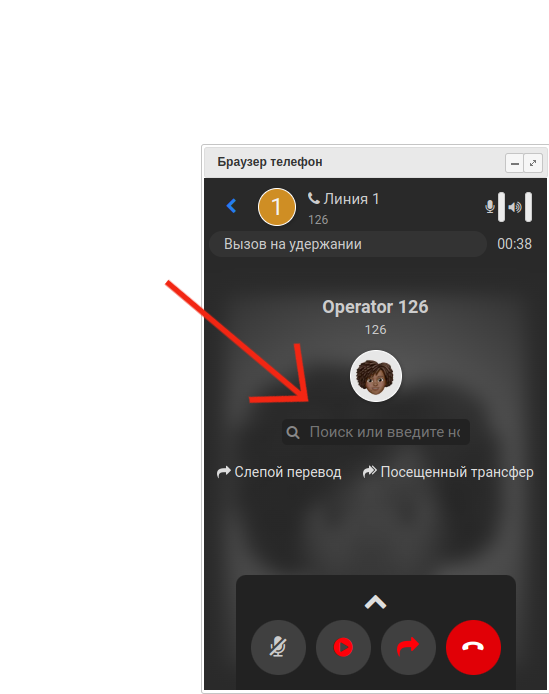 Браузер телефон
1
Линия 1
126
Вызов на удержании
00:38
Operator 126
126
Поиск или введите но
Слепой перевод
Посещенный трансфер